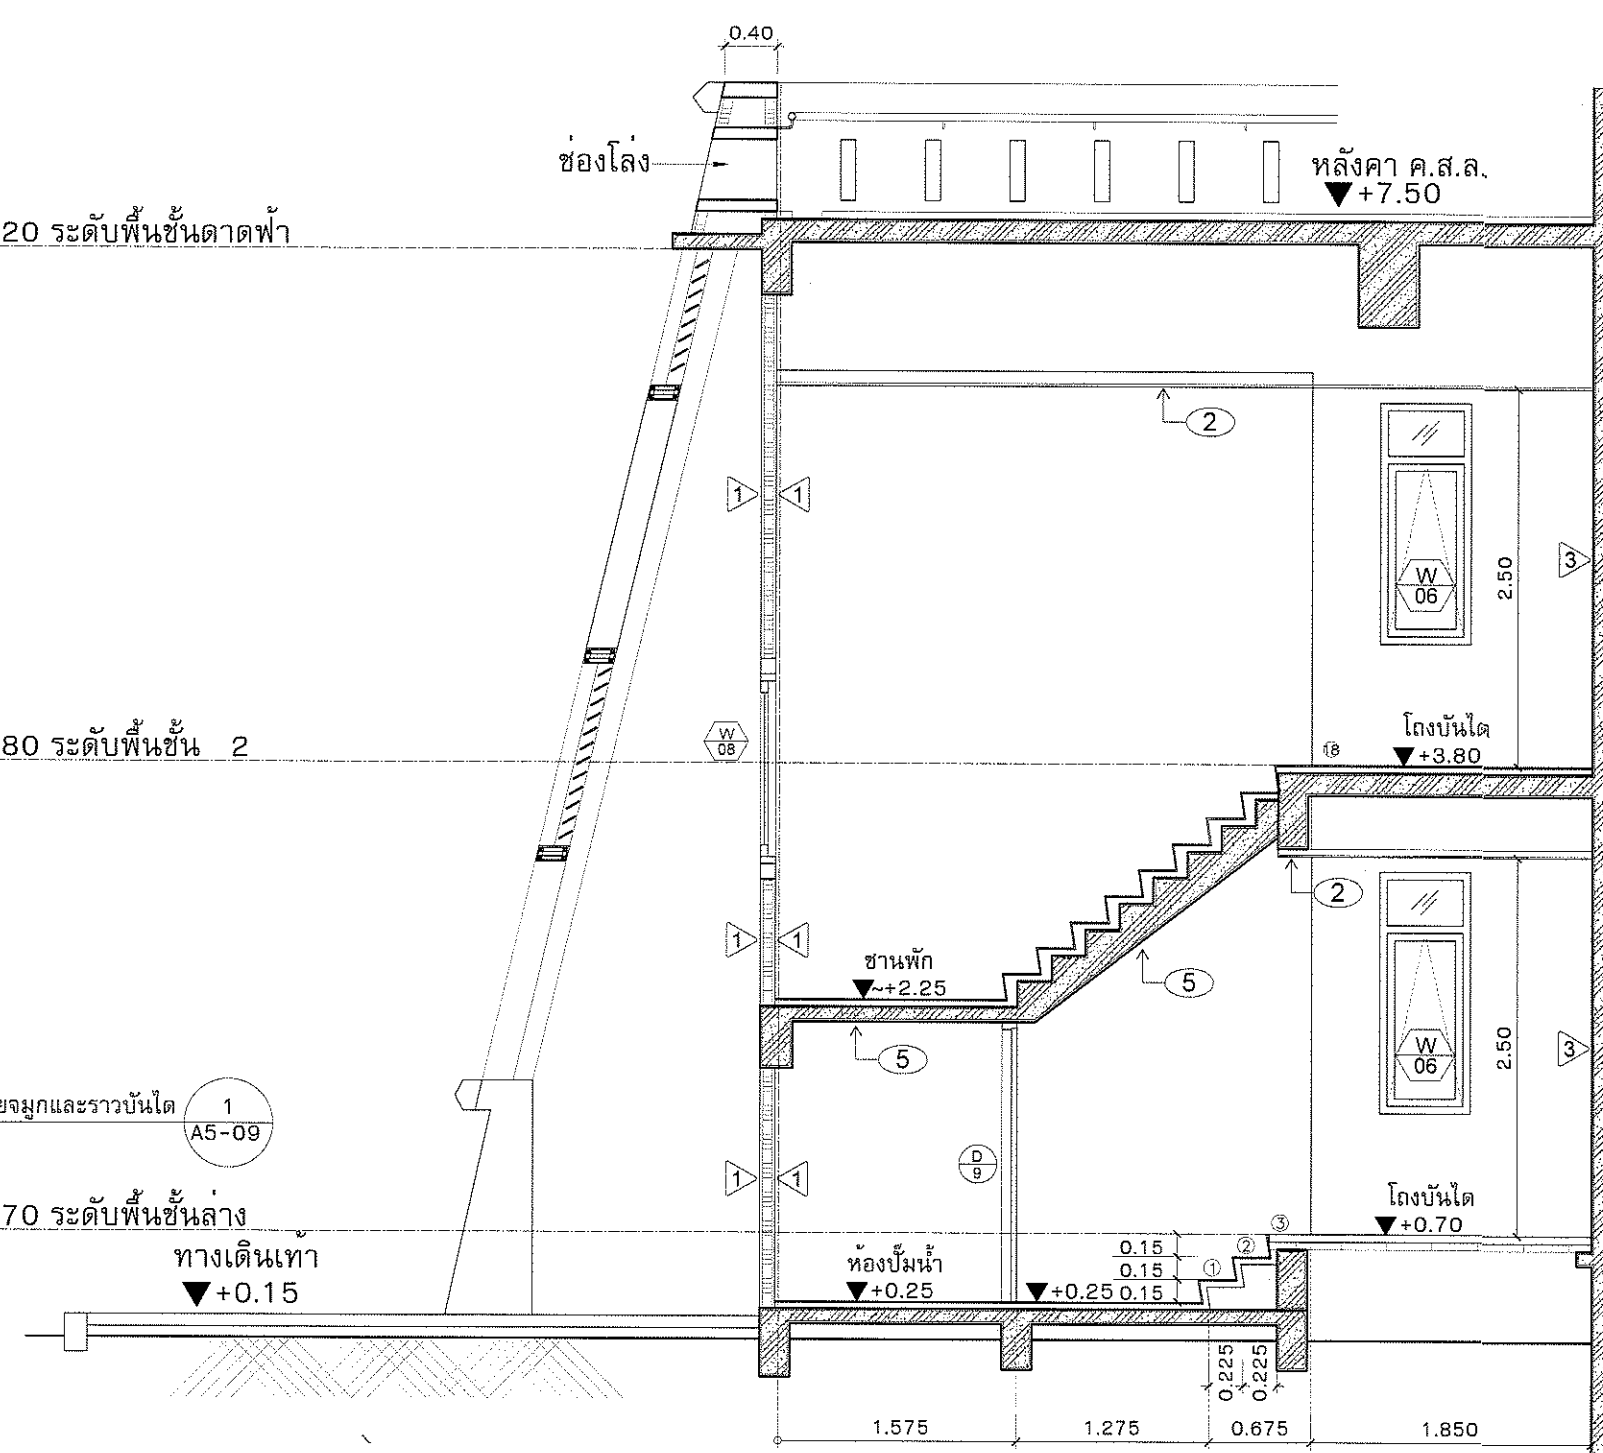 0.40
ช่องโล่ง
หลังคา ค.ส.ล.
+7.50
20 ระดับพื้นชั้นดาดฟ้า
2
1 1
3
W
06
2.50
80 ระดับพื้นชั้น 2
W
08
18
โถงบันได
+3.80
2
1 1
ชานพัก
~+2.25
5
5
W
06
2.50
3
จมูกและราวบันได
1
A5-09
D
9
1 1
70 ระดับพื้นชั้นล่าง
ทางเดินเท้า
+0.15
ห้องปั๊มน้ำ
+0.25
+0.25
0.15
0.15
0.15
1
2
3
โถงบันได
+0.70
0.225
0.225
1.575
1.275
0.675
1.850